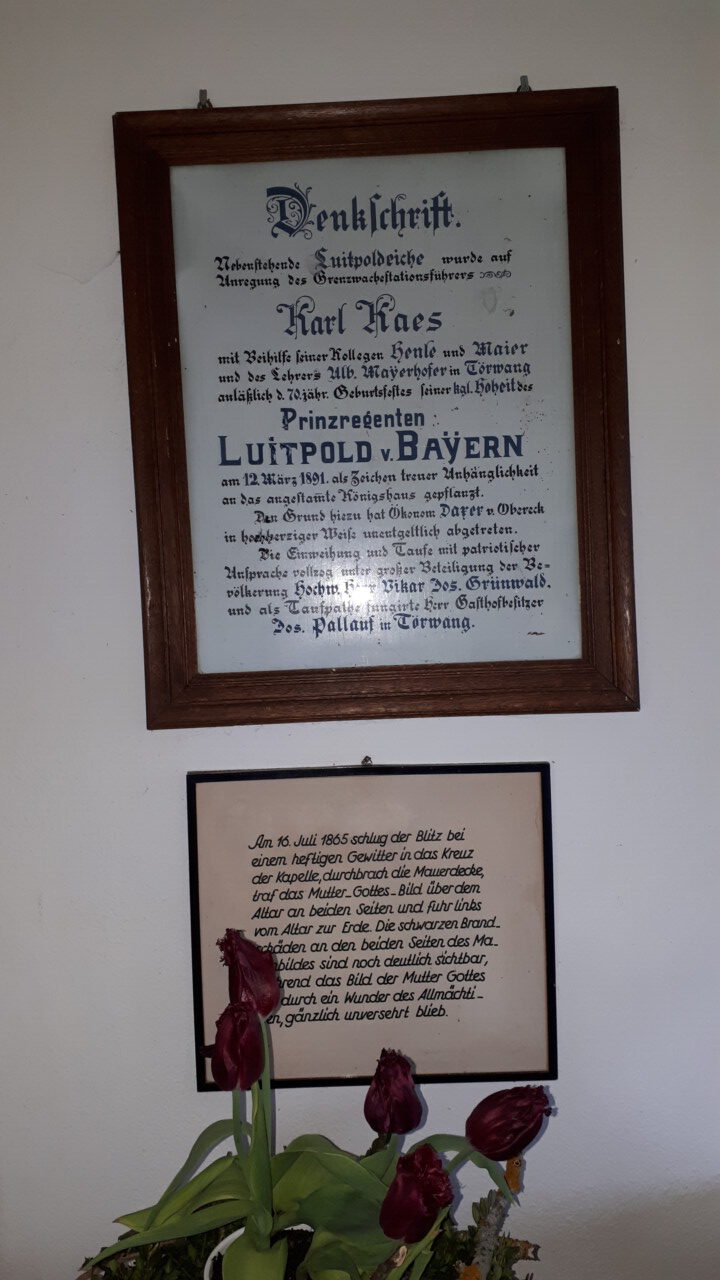 Denkschrift.
Nebenstehende Luitpoldeiche wurde auf
Anregung des Grenzwachestationsführers
Karl Kaes
mit Beihilfe seiner Kollegen Henle und Maier
und des Lehrers Alb. Mayerhofer in Törwang
anläßlich d. 70.jähr. Geburtsfestes seiner kgl. Hoheit des
Prinzregenten
LUITPOLD v. BAŸERN
am 12. März 1891. als Zeichen treuer Anhänglichkeit
an das angestamte Königshaus gepflanzt.
Den Grund hiezu hat Ökonom Daxer v. Obereck
in hochherziger Weise unentgeltlich abgetreten.
Die Einweihung und Taufe mit patriotischer
Ansprache vollzog unter großer Beteiligung der Be-
völkerung Hochw. Herr Vikar Jos. Grünwald.
und als Taufpathe fungirte Herr Gasthofbesitzer
Jos. Pallauf in Törwang.
Am 16. Juli 1865 schlug der Blitz bei
einem heftigen Gewitter in das Kreuz
der Kapelle, durchbrach die Mauerdecke,
traf das Mutter-Gottes-Bild über dem
Altar an beiden Seiten und fuhr links
vom Altar zur Erde. Die schwarzen Brand-
schäden an den beiden Seiten des Ma-
nbildes sind noch deutlich sichtbar,
hrend das Bild der Mutter Gottes
durch ein Wunder des Allmächti-
en, gänzlich unversehrt blieb.